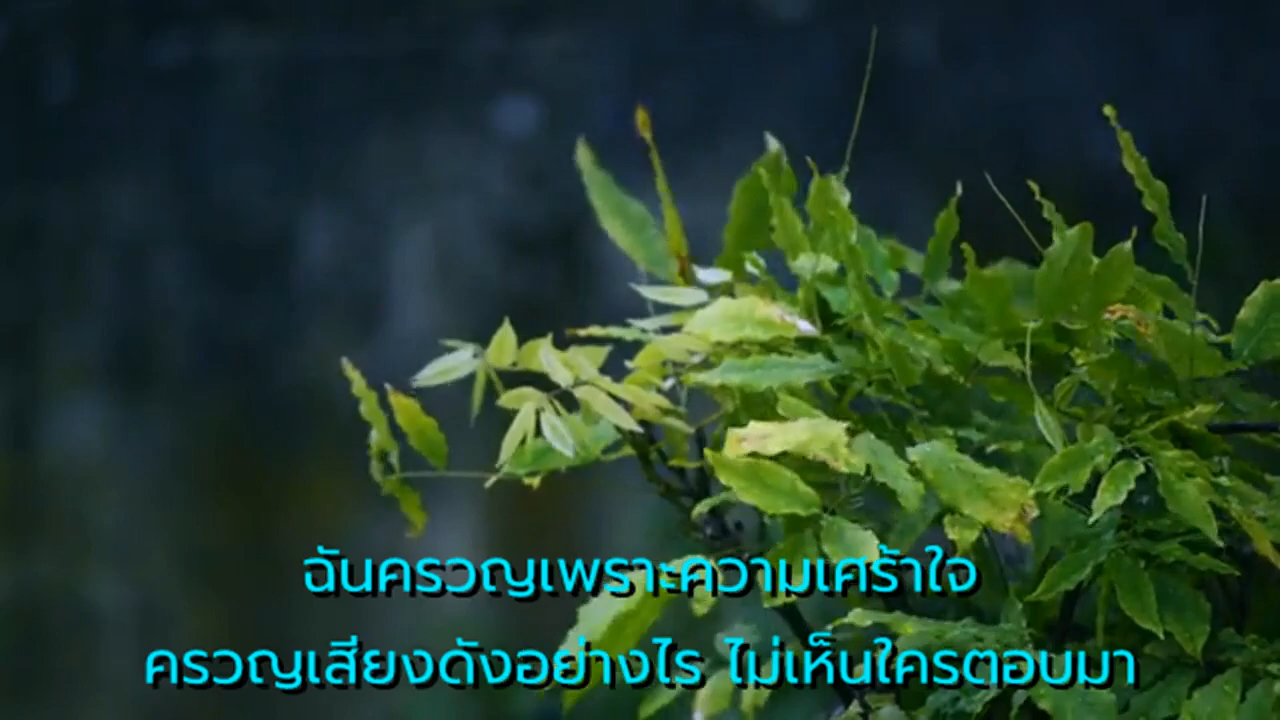 ฉันครวญเพราะความเศร้าใจ
ครวญเสียงดังอย่างไร ไม่เห็นใครตอบมา